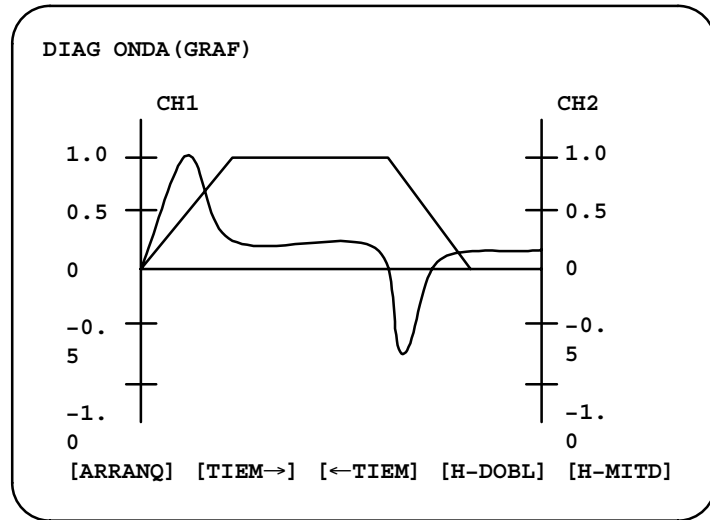 DIAG ONDA(GRAF)
CH1 CH2
1.0 1.0
0.5 0.5
0 0
-0. -0.
5 5
-1. -1.
0 0
[ARRANQ] [TIEM→] [←TIEM] [H-DOBL] [H-MITD]